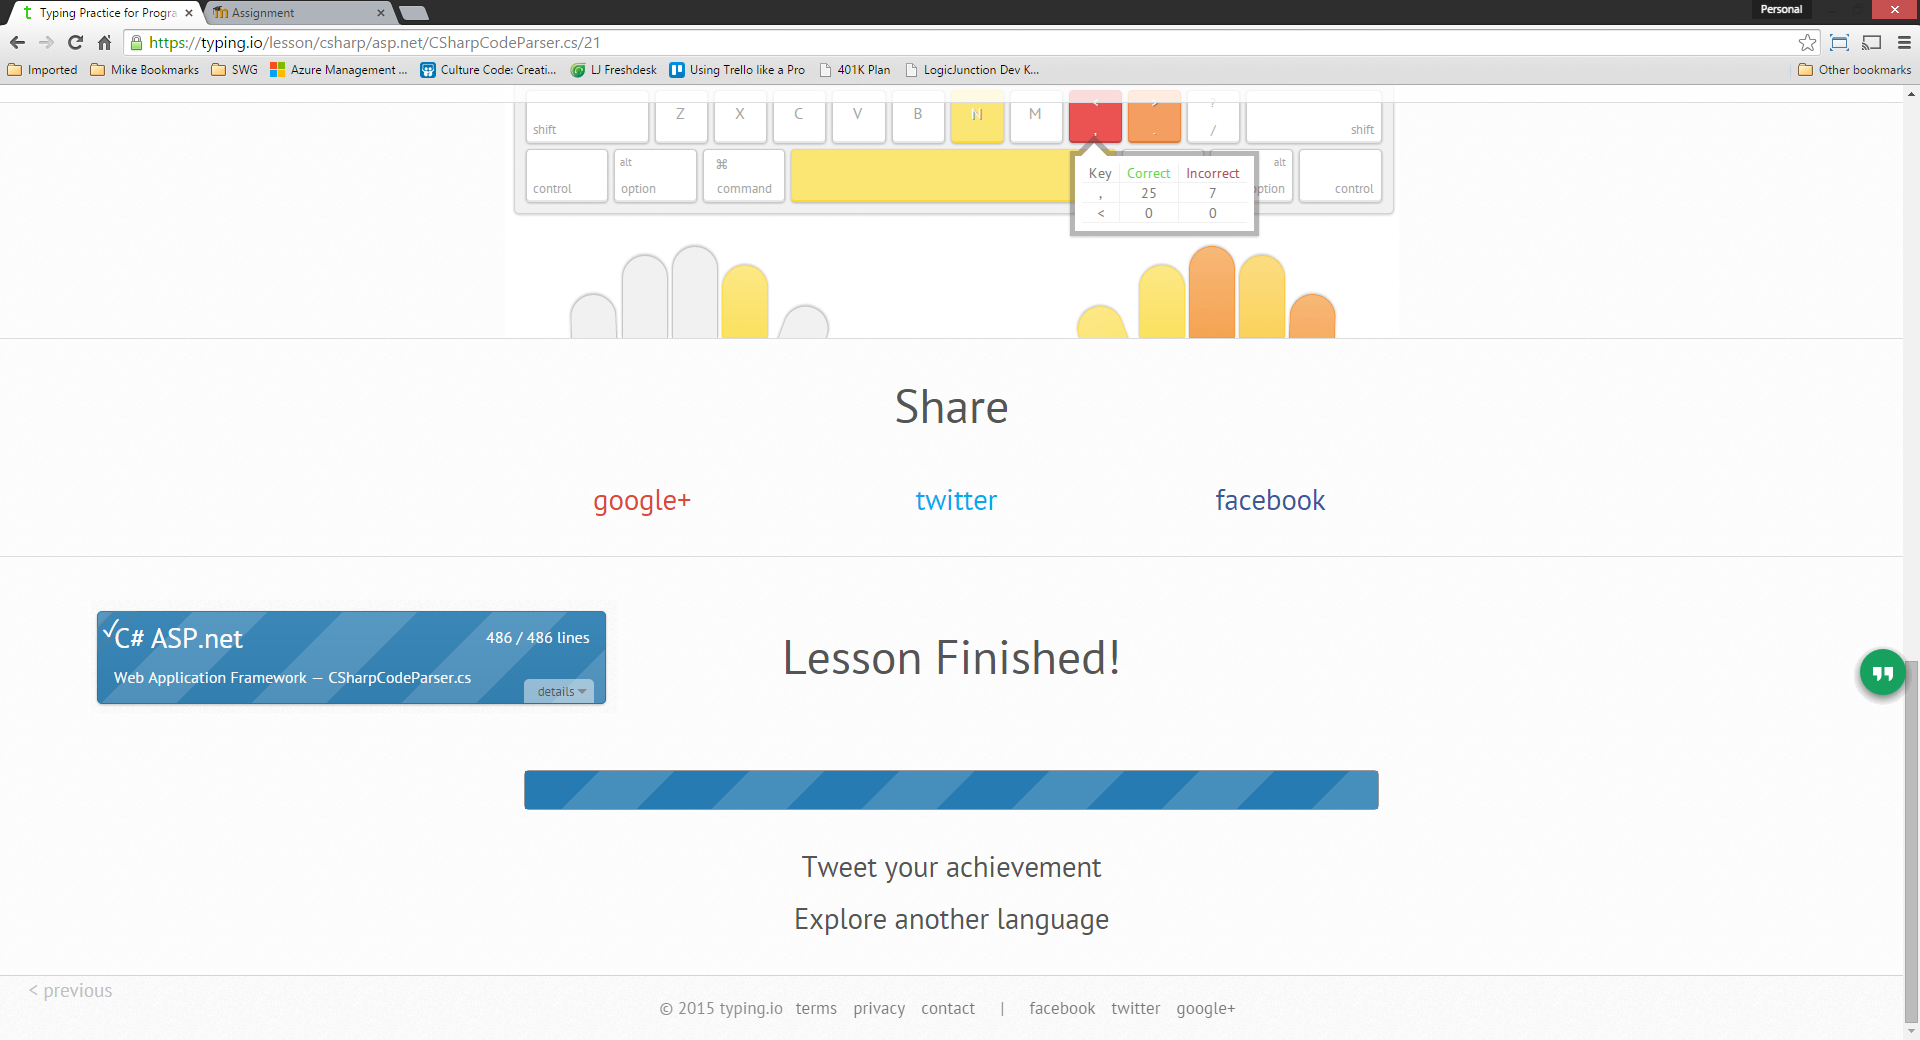 Typing Practice for Progra
Assignment
Personal
https://typing.io/lesson/csharp/asp.net/CSharpCodeParser.cs/21
Imported
Mike Bookmarks
SWG
Azure Management ...
Culture Code: Creati...
LJ Freshdesk
Using Trello like a Pro
401K Plan
LogicJunction Dev K...
Other bookmarks
shift Z X C V B N M < , > . ? / shift
control alt option ⌘ command alt option control
Key Correct Incorrect
, 25 7
< 0 0
Share
google+ twitter facebook
C# ASP.net 486 / 486 lines
Web Application Framework — CSharpCodeParser.cs
details
Lesson Finished!
Tweet your achievement
Explore another language
< previous
© 2015 typing.io terms privacy contact | facebook twitter google+